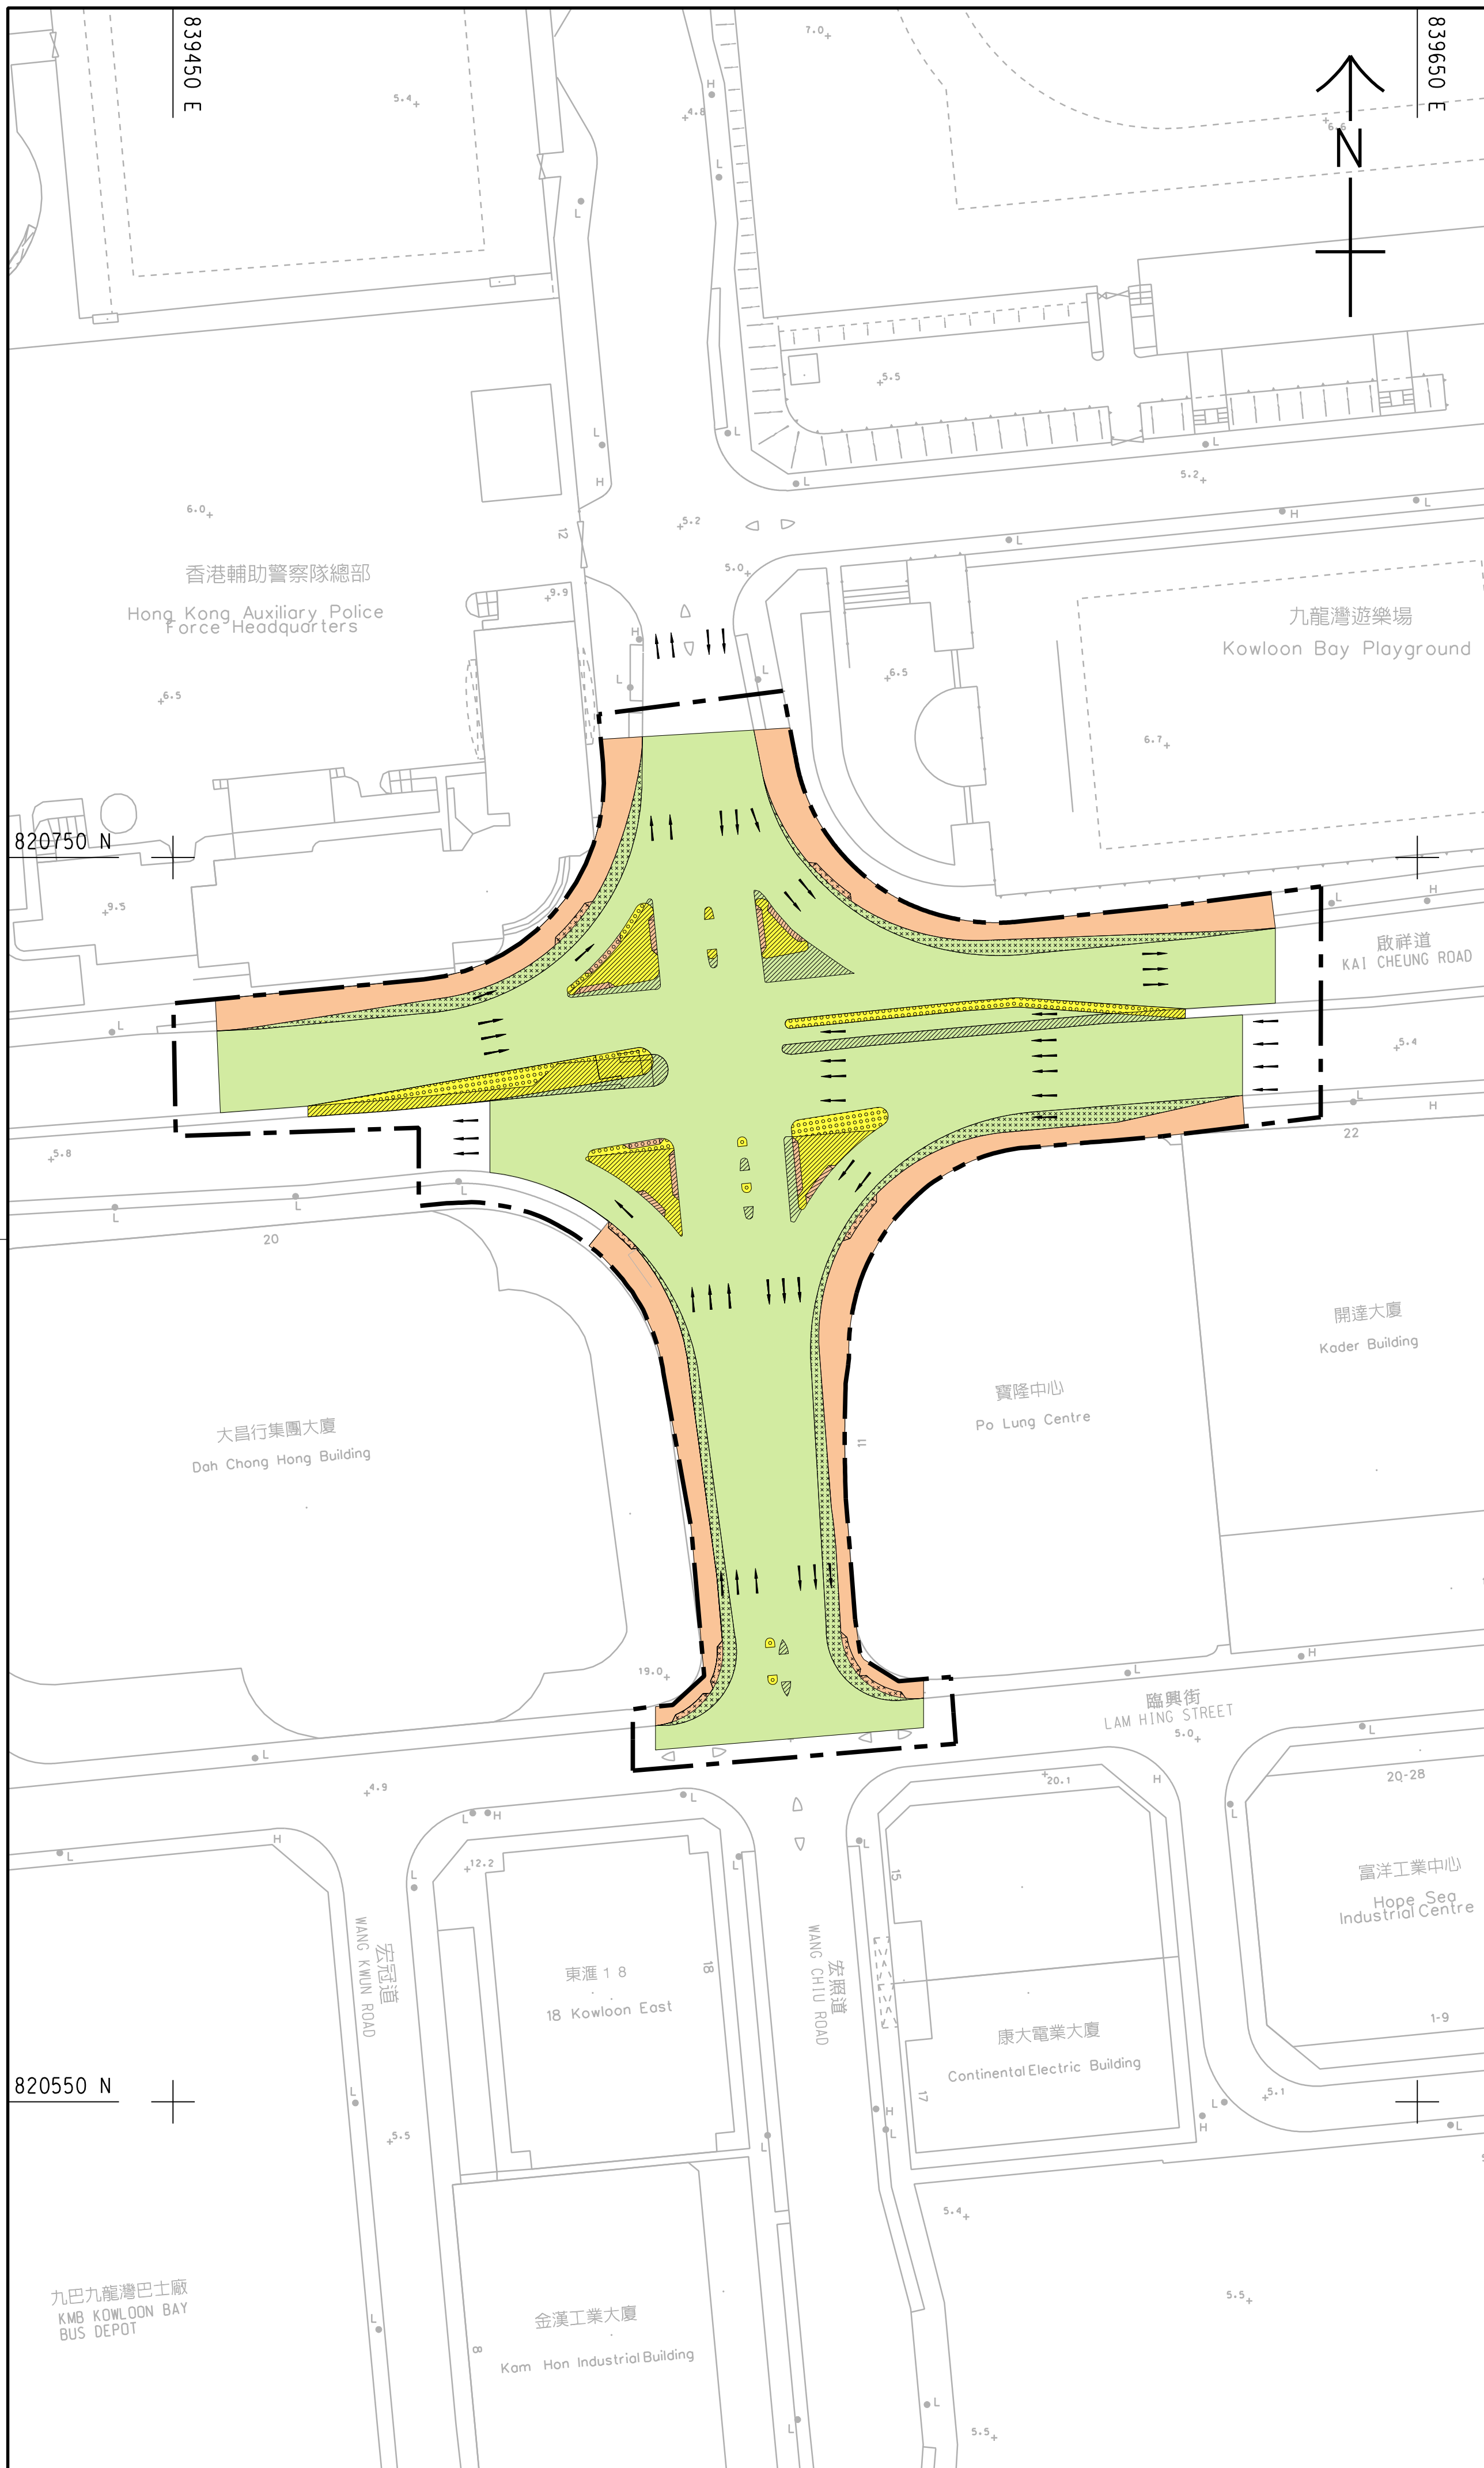 839450 E
839650 E
7.0
5.4
4.8
6.6
H
L
N
L
5.5
L
L
L
H
5.2
6.0
5.2
12
L
H
L
L
香港輔助警察隊總部
Hong Kong Auxiliary Police
Force Headquarters
9.9
5.0
九龍灣遊樂場
Kowloon Bay Playground
H
L
L
6.5
6.5
6.7
820750 N
9.5
L
H
啟祥道
KAI CHEUNG ROAD
L
5.4
L
H
22
5.8
L
L
L
20
開達大廈
Kader Building
寶隆中心
Po Lung Centre
11
大昌行集團大廈
Dah Chong Hong Building
19.0
L
H
臨興街
LAM HING STREET
5.0
L
L
4.9
L
H
L
20.1
H
20-28
L
L
H
12.2
L
L
L
15
富洋工業中心
Hope Sea
Industrial Centre
宏冠道
WANG KWUN ROAD
東滙18
18 Kowloon East
18
宏照道
WANG CHIU ROAD
康大電業大廈
Continental Electric Building
17
1-9
820550 N
L
5.5
L
H
L
L
H
5.1
L
5.4
九巴九龍灣巴士廠
KMB KOWLOON BAY
BUS DEPOT
L
金漢工業大廈
Kam Hon Industrial Building
8
5.5
L
L
5.5